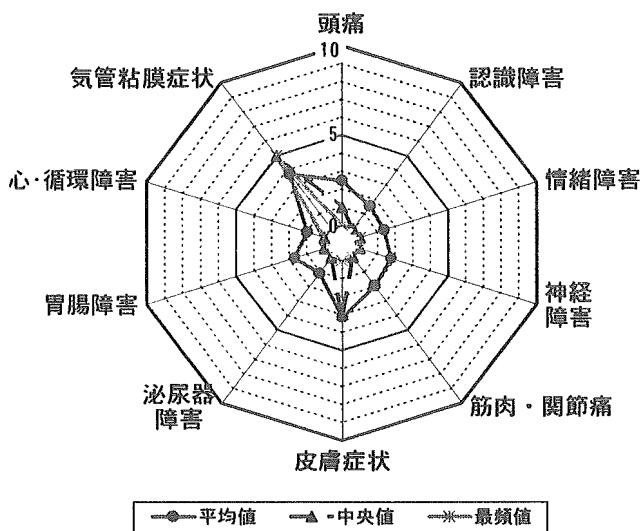 頭痛
10
気管粘膜症状
認識障害
5
心・循環障害
情緒障害
0
胃腸障害
神経
障害
泌尿器
障害
筋肉・関節痛
皮膚症状
平均値 中央値 最頻値